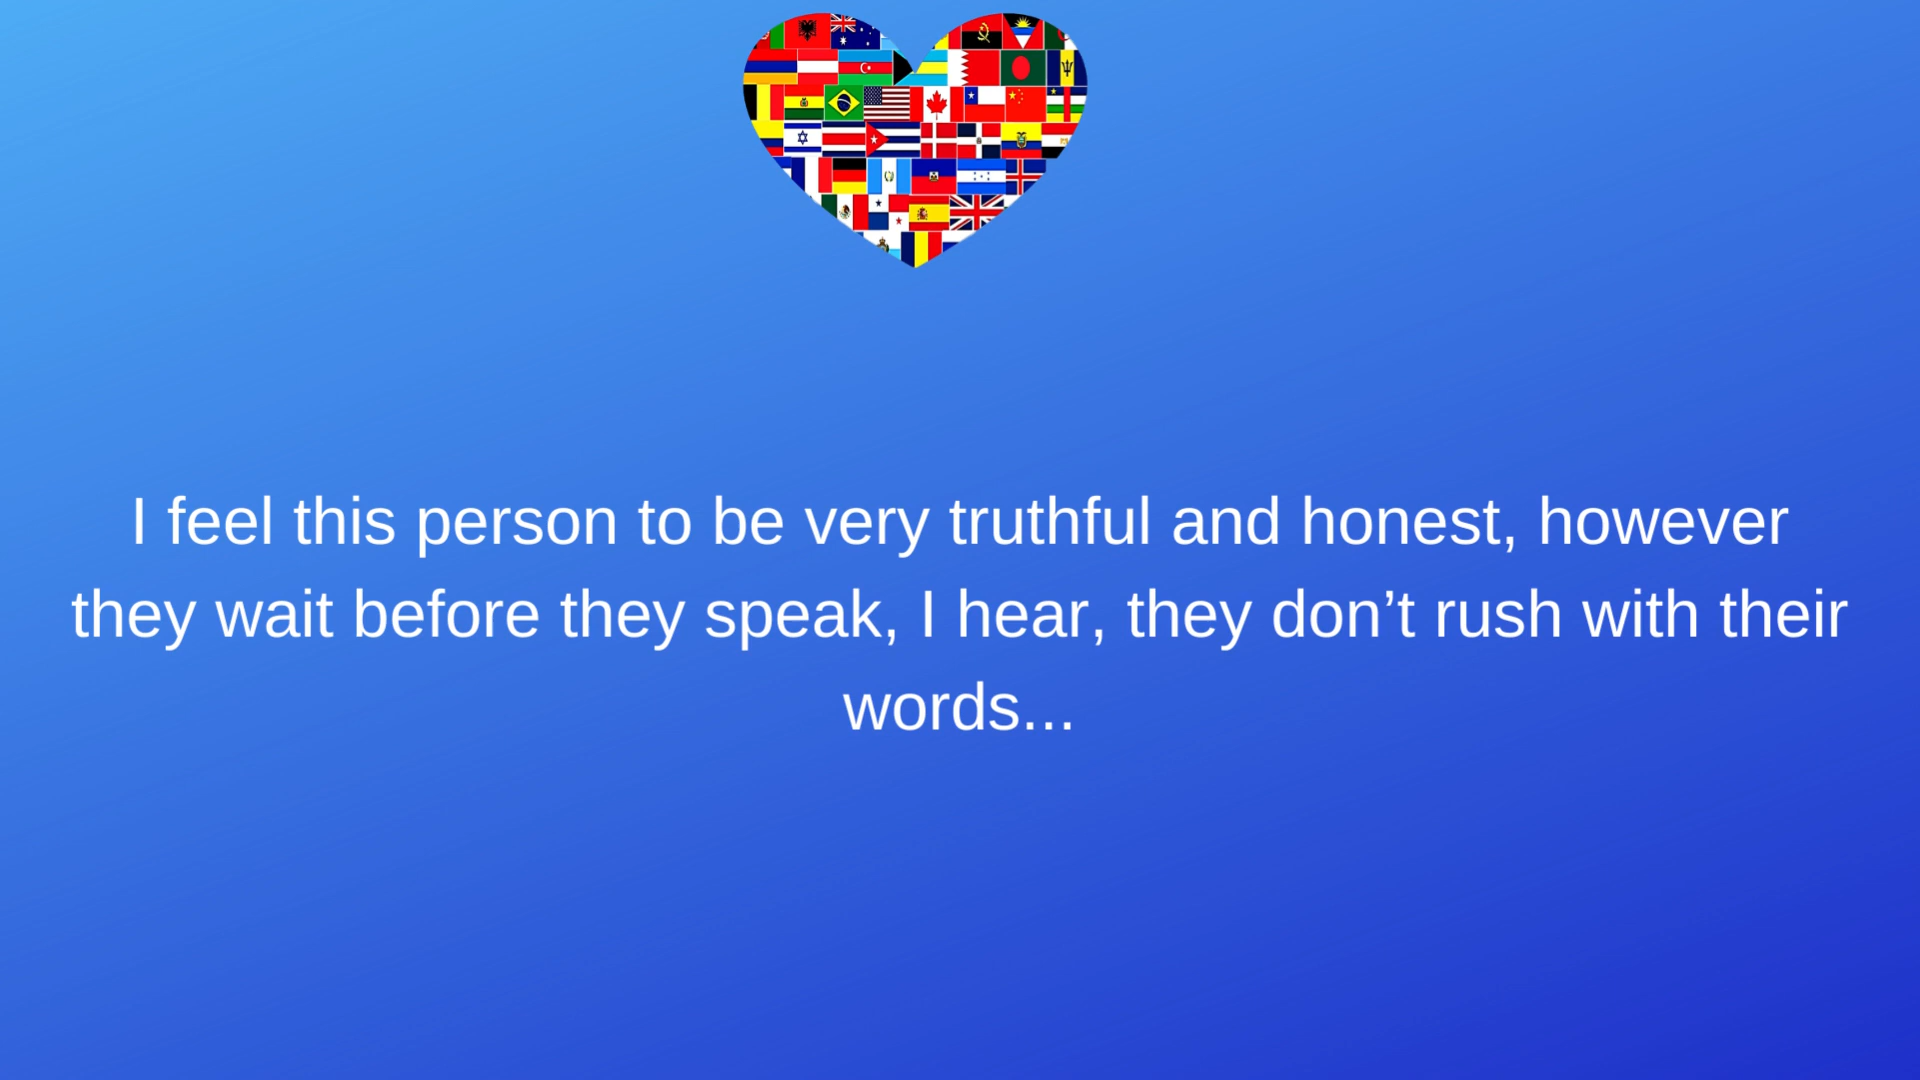 I feel this person to be very truthful and honest, however
they wait before they speak, I hear, they don’t rush with their
words...